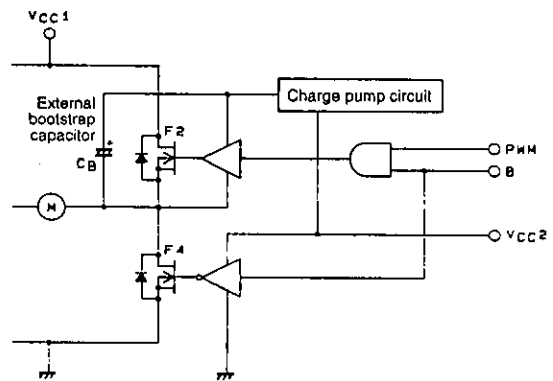 VCC1
External
bootstrap
capacitor
Charge pump circuit
F2
+
CB
PWM
B
M
VCC2
F4